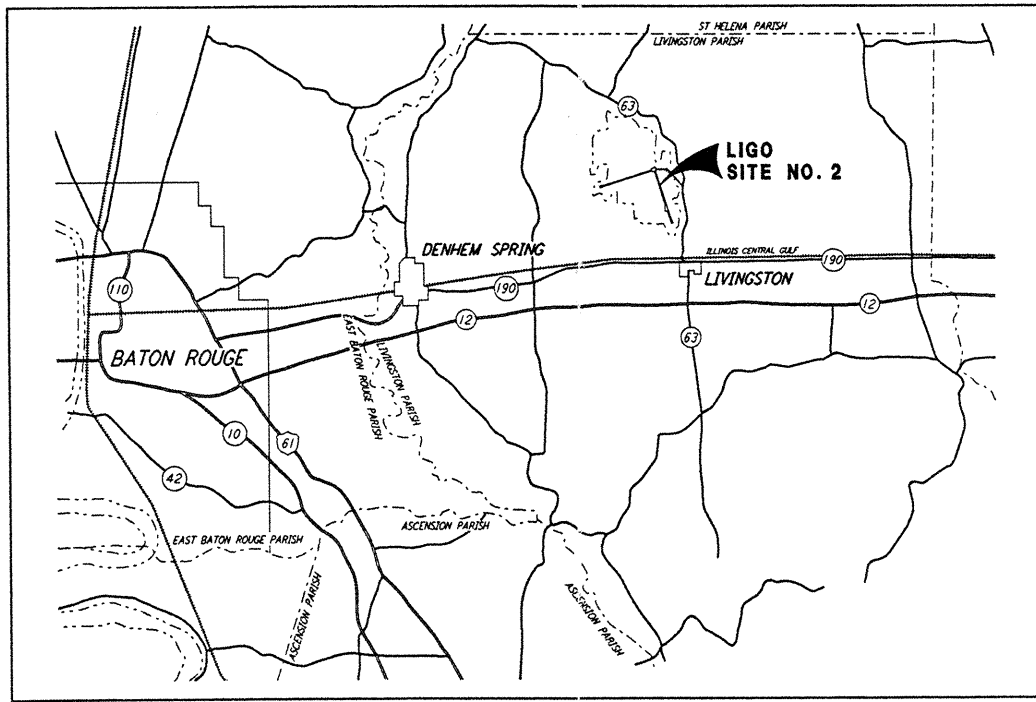 ST HELENA PARISH
LIVINGSTON PARISH
63
LIGO
SITE NO. 2
DENHEM SPRING
ILLINOIS CENTRAL GULF
190
LIVINGSTON
110
190
12
12
BATON ROUGE
63
EAST BATON ROUGE PARISH
LIVINGSTON PARISH
10
61
42
ASCENSION PARISH
EAST BATON ROUGE PARISH
ASCENSION PARISH
ASCENSION PARISH